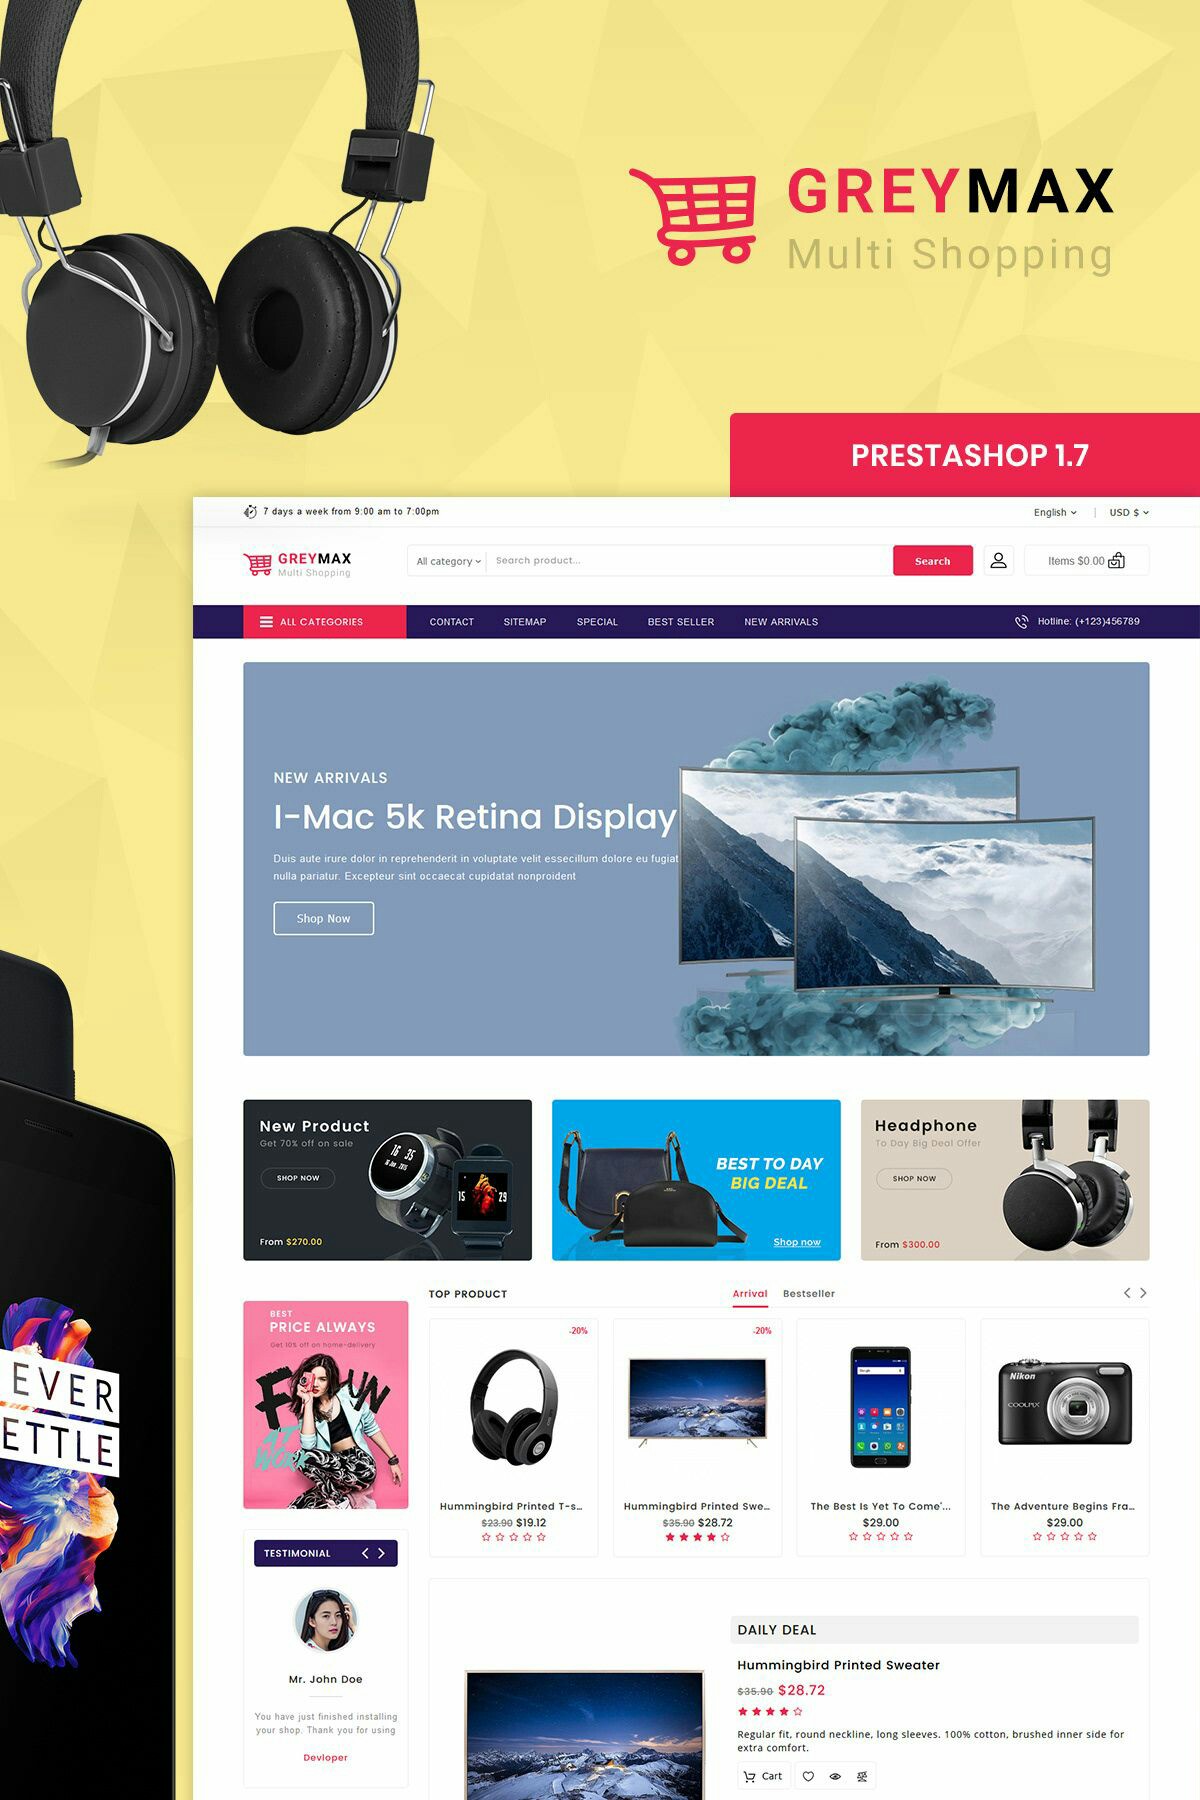 GREYMAX
Multi Shopping
PRESTASHOP 1.7
7 days a week from 9:00 am to 7:00pm
English
USD $
GREYMAX
Multi Shopping
All category
Search product...
Search
Items $0.00
ALL CATEGORIES
CONTACT
SITEMAP
SPECIAL
BEST SELLER
NEW ARRIVALS
Hotline: (+123)456789
NEW ARRIVALS
I-Mac 5k Retina Display
Duis aute irure dolor in reprehenderit in voluptate velit essecillum dolore eu fugiat
nulla pariatur. Excepteur sint occaecat cupidatat nonproident
Shop Now
New Product
Get 70% off on sale
SHOP NOW
From $270.00
16 35
15 29
BEST TO DAY
BIG DEAL
Shop now
Headphone
To Day Big Deal Offer
SHOP NOW
From $300.00
BEST
PRICE ALWAYS
Get 10% off on home-delivery
FUN
AT
WORK
TOP PRODUCT
Arrival
Bestseller
-20%
Hummingbird Printed T-s...
$23.90 $19.12
-20%
Hummingbird Printed Swe...
$35.90 $28.72
The Best Is Yet To Come'...
$29.00
Nikon
COOLPIX
The Adventure Begins Fra...
$29.00
EVER
ETTLE
TESTIMONIAL
Mr. John Doe
You have just finished installing
your shop. Thank you for using
Devloper
DAILY DEAL
Hummingbird Printed Sweater
$35.90 $28.72
Regular fit, round neckline, long sleeves. 100% cotton, brushed inner side for
extra comfort.
Cart